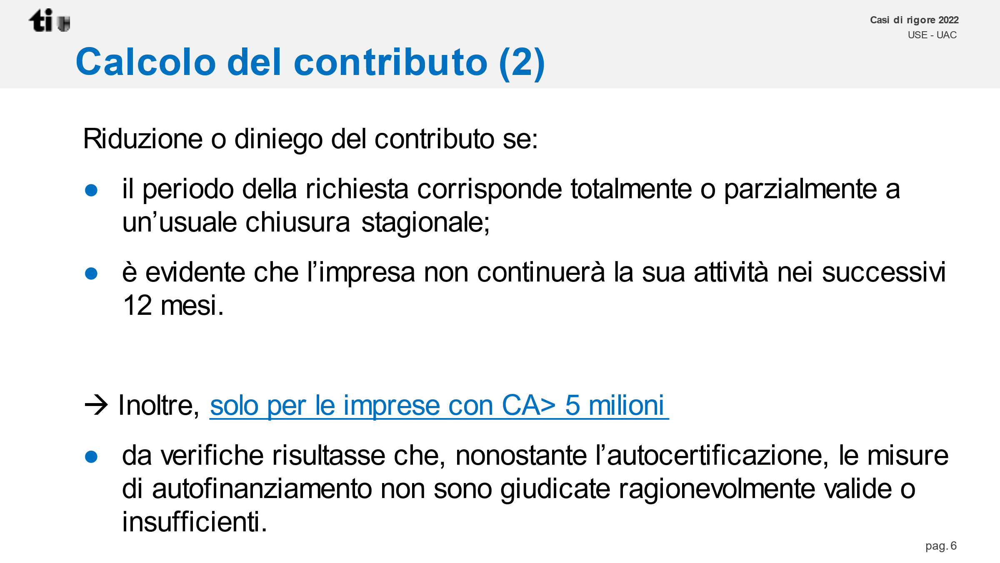 ti
Casi di rigore 2022
USE - UAC
Calcolo del contributo (2)
Riduzione o diniego del contributo se:
● il periodo della richiesta corrisponde totalmente o parzialmente a
un’usuale chiusura stagionale;
● è evidente che l’impresa non continuerà la sua attività nei successivi
12 mesi.
→ Inoltre, solo per le imprese con CA> 5 milioni
● da verifiche risultasse che, nonostante l’autocertificazione, le misure
di autofinanziamento non sono giudicate ragionevolmente valide o
insufficienti.
pag. 6